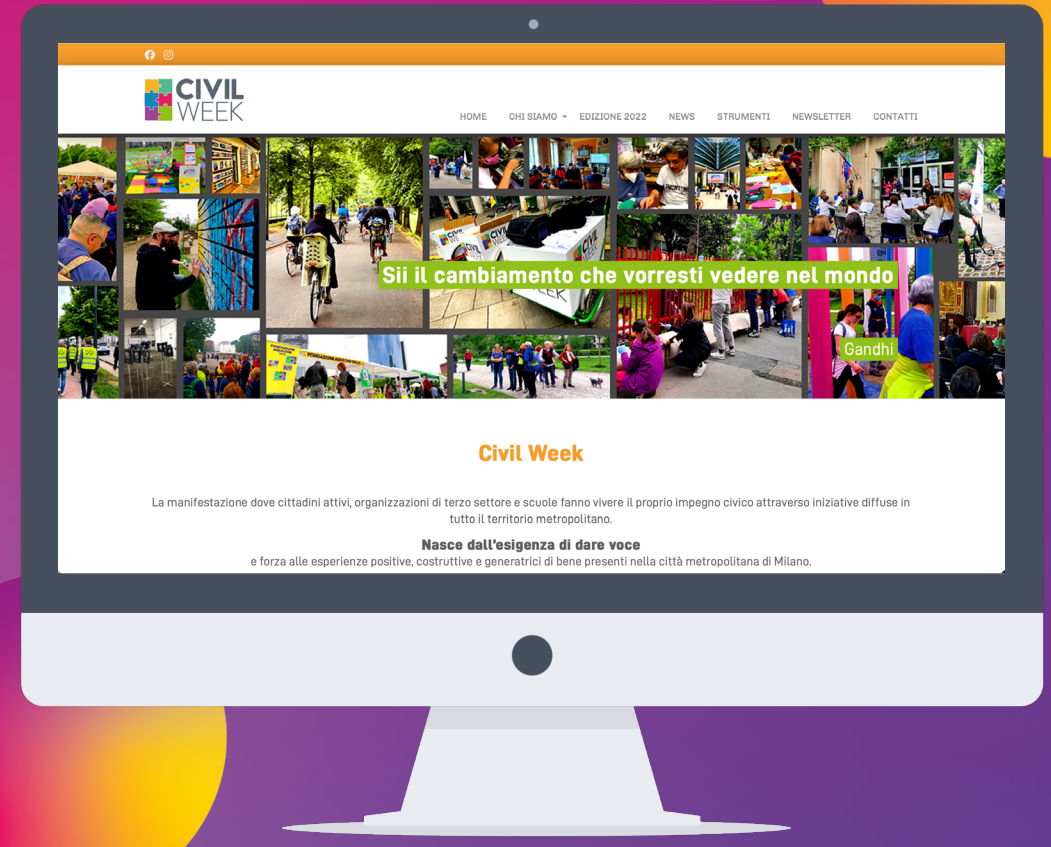 CIVIL
WEEK
HOME CHI SIAMO EDIZIONE 2022 NEWS STRUMENTI NEWSLETTER CONTATTI
Sii il cambiamento che vorresti vedere nel mondo
Gandhi
Civil Week
La manifestazione dove cittadini attivi, organizzazioni di terzo settore e scuole fanno vivere il proprio impegno civico attraverso iniziative diffuse in
tutto il territorio metropolitano.
Nasce dall'esigenza di dare voce
e forza alle esperienze positive, costruttive e generatrici di bene presenti nella città metropolitana di Milano.